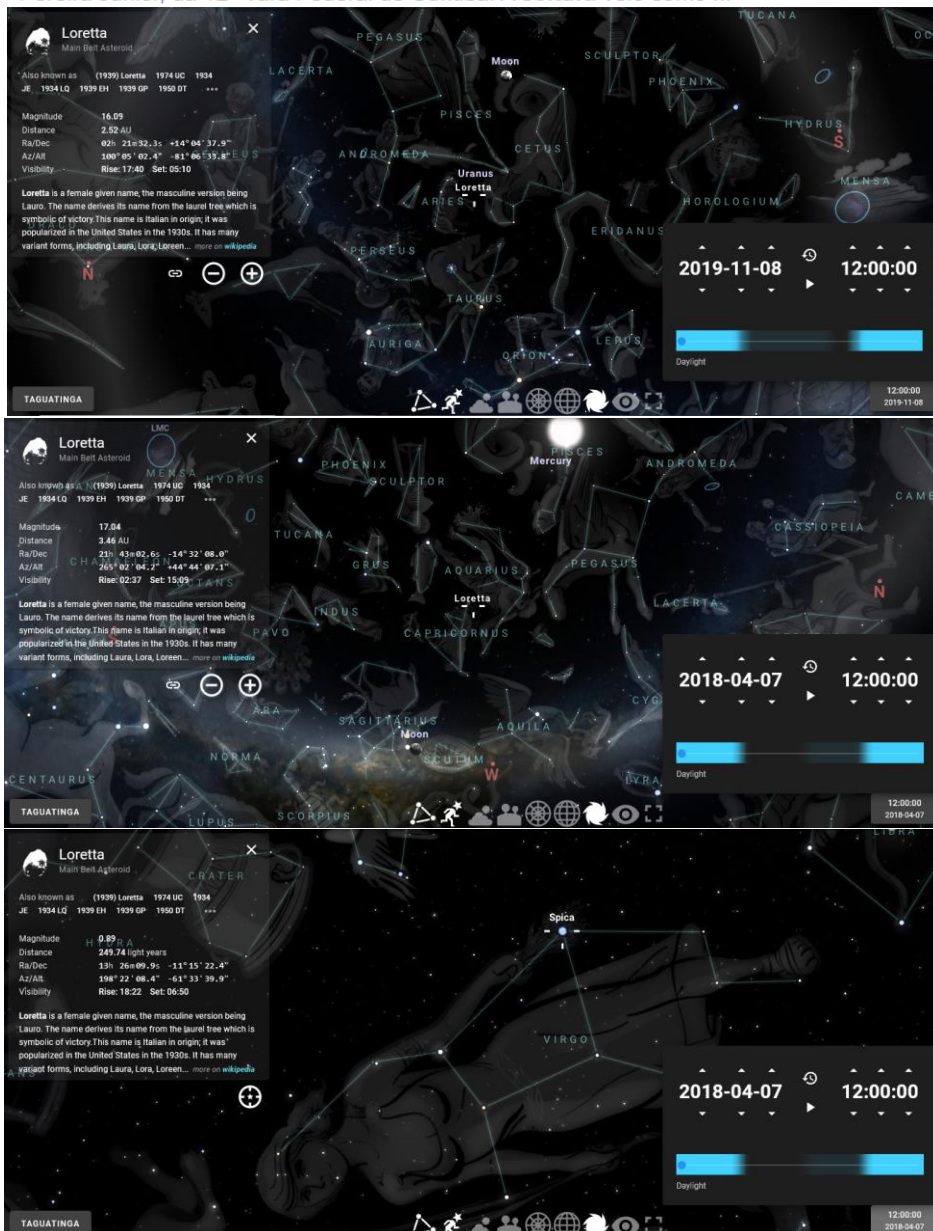 TUCANA
Loretta
Main Belt Asteroid
PEGASUS
SCULPTOR
Moon
LACERTA
PHOENIX
Also known as (1939) Loretta 1974 UC 1934
JE 1934 LQ 1939 EH 1939 GP 1950 DT •••
PISCES
HYDRUS
S
Magnitude 16.09
Distance 2.52 AU
Ra/Dec 02h 21m32.3s +14°04'37.9"
Az/Alt 100°05'02.4" -81°06'33.8"
Visibility Rise: 17:40 Set: 05:10
ANDROMEDA
CETUS
Uranus
Loretta
ARIES
MENSA
HOROLOGIUM
Loretta is a female given name, the masculine version being
Lauro. The name derives its name from the laurel tree which is
symbolic of victory.This name is Italian in origin; it was
popularized in the United States in the 1930s. It has many
variant forms, including Laura, Lora, Loreen... more on wikipedia
DRACO
ERIDANUS
PERSEUS
N
2019-11-08 12:00:00
TAURUS
AURIGA
LEPUS
ORION
Daylight
TAGUATINGA
12:00:00
2019-11-08
LMC
Loretta
Main Belt Asteroid
MENSA
HYDRUS
PHOENIX
SCULPTOR
Mercury
PISCES
ANDROMEDA
Also known as (1939) Loretta 1974 UC 1934
JE 1934 LQ 1939 EH 1939 GP 1950 DT •••
CAME
Magnitude 17.04
Distance 3.46 AU
Ra/Dec 21h 43m02.6s -14°32'08.0"
Az/Alt 265°02'04.2" +44°44'07.1"
Visibility Rise: 02:37 Set: 15:09
TUCANA
CASSIOPEIA
GRUS
AQUARIUS
PEGASUS
Loretta
LACERTA
N
INDUS
PAVO
CAPRICORNUS
Loretta is a female given name, the masculine version being
Lauro. The name derives its name from the laurel tree which is
symbolic of victory.This name is Italian in origin; it was
popularized in the United States in the 1930s. It has many
variant forms, including Laura, Lora, Loreen... more on wikipedia
2018-04-07 12:00:00
ARA
SAGITTARIUS
AQUILA
CYG
Moon
NORMA
SCUTUM
W
CENTAURUS
LYRA
Daylight
TAGUATINGA
LUPUS
SCORPIUS
12:00:00
2018-04-07
LIBRA
Loretta
Main Belt Asteroid
CRATER
Also known as (1939) Loretta 1974 UC 1934
JE 1934 LQ 1939 EH 1939 GP 1950 DT •••
Spica
HYDRA
Magnitude 0.89
Distance 249.74 light years
Ra/Dec 13h 26m09.9s -11°15'22.4"
Az/Alt 198°22'08.4" -61°33'39.9"
Visibility Rise: 18:22 Set: 06:50
Loretta is a female given name, the masculine version being
Lauro. The name derives its name from the laurel tree which is
symbolic of victory.This name is Italian in origin; it was
popularized in the United States in the 1930s. It has many
variant forms, including Laura, Lora, Loreen... more on wikipedia
VIRGO
2018-04-07 12:00:00
Daylight
TAGUATINGA
12:00:00
2018-04-07